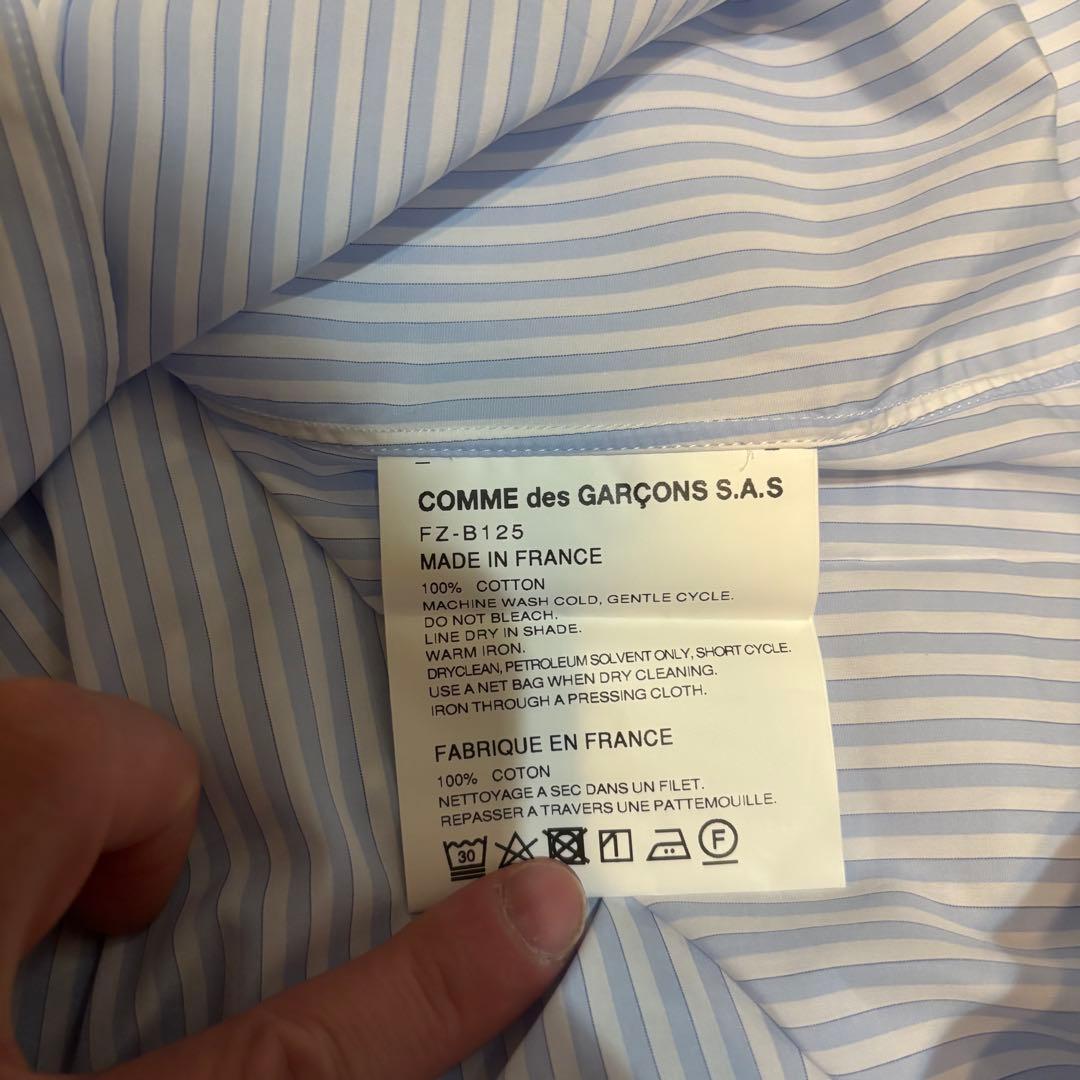 COMME des GARÇONS S.A.S
FZ-B125
MADE IN FRANCE
100% COTTON
MACHINE WASH COLD, GENTLE CYCLE.
DO NOT BLEACH.
LINE DRY IN SHADE.
WARM IRON.
DRYCLEAN, PETROLEUM SOLVENT ONLY, SHORT CYCLE.
USE A NET BAG WHEN DRY CLEANING.
IRON THROUGH A PRESSING CLOTH.
FABRIQUE EN FRANCE
100% COTON
NETTOYAGE A SEC DANS UN FILET.
REPASSER A TRAVERS UNE PATTEMOUILLE.
30 F